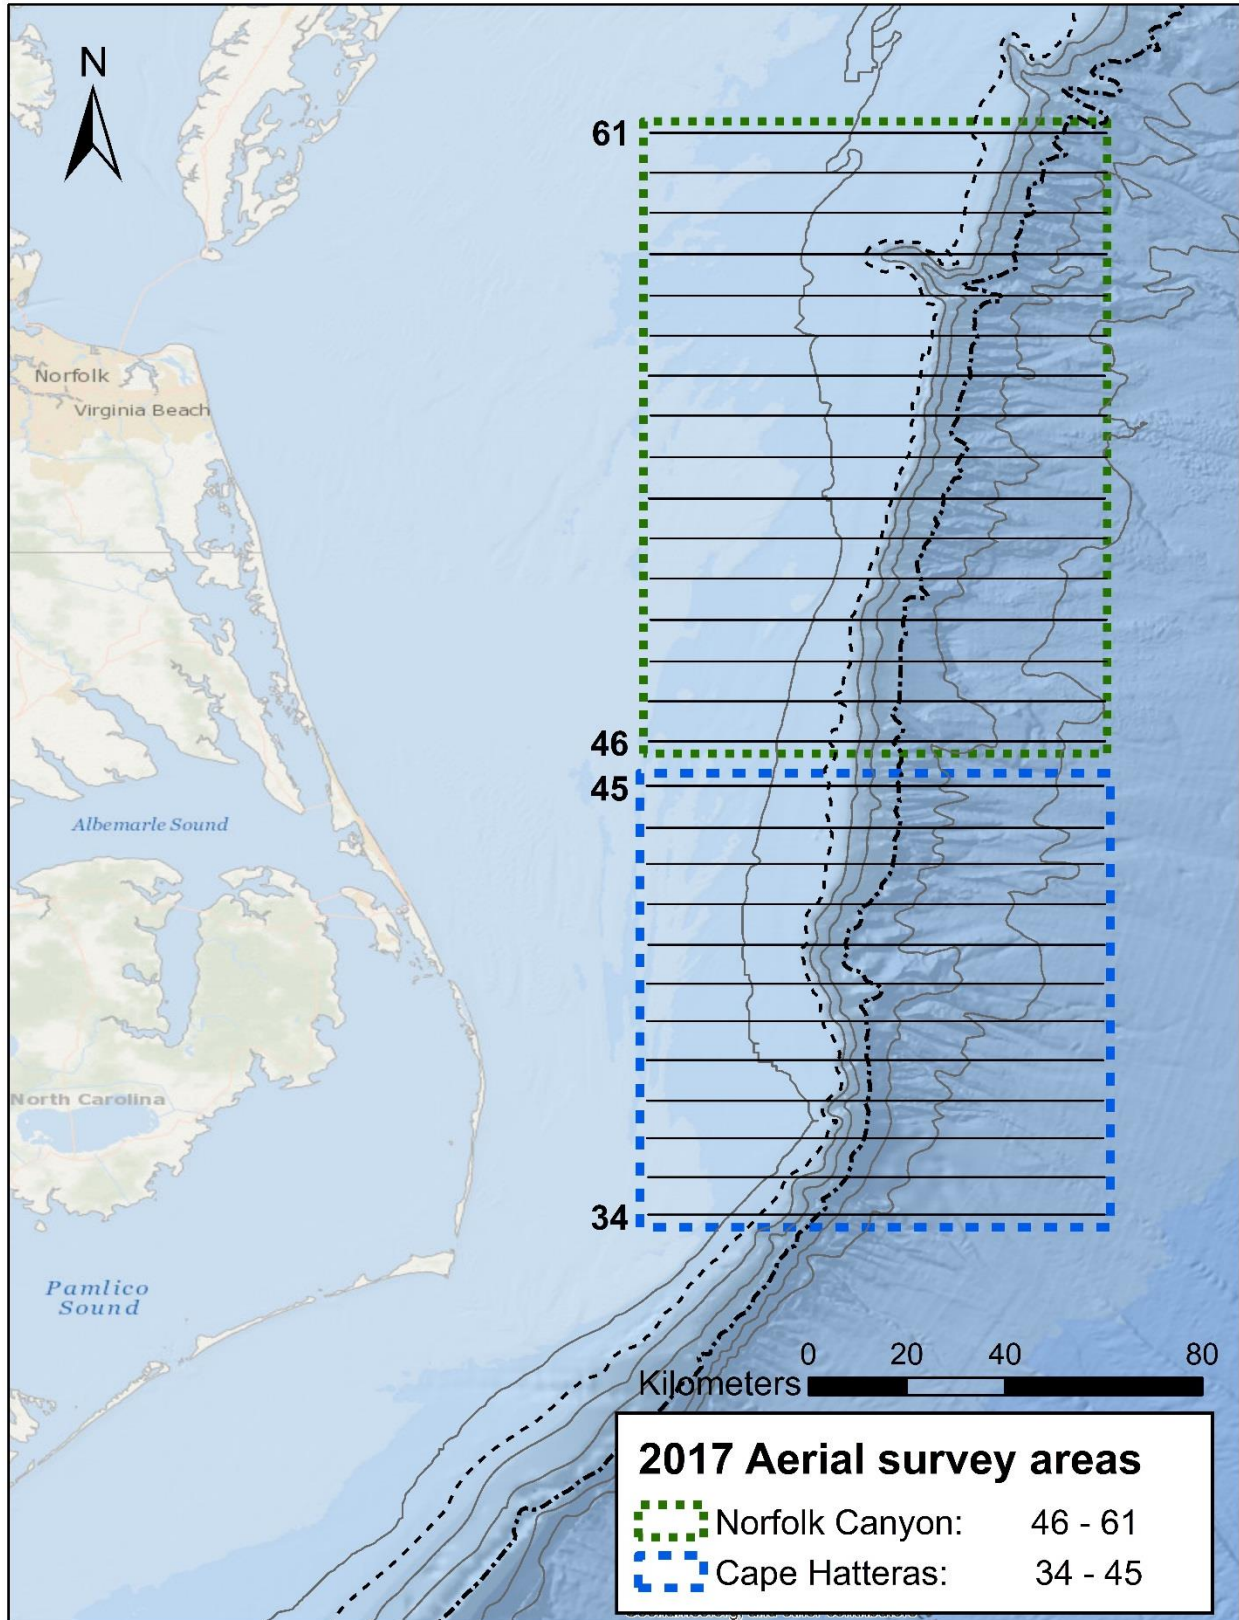 N
61
Norfolk
Virginia Beach
46
45
Albemarle Sound
North Carolina
34
Pamlico
Sound
0 20 40 80
Kilometers
2017 Aerial survey areas
Norfolk Canyon: 46 - 61
Cape Hatteras: 34 - 45